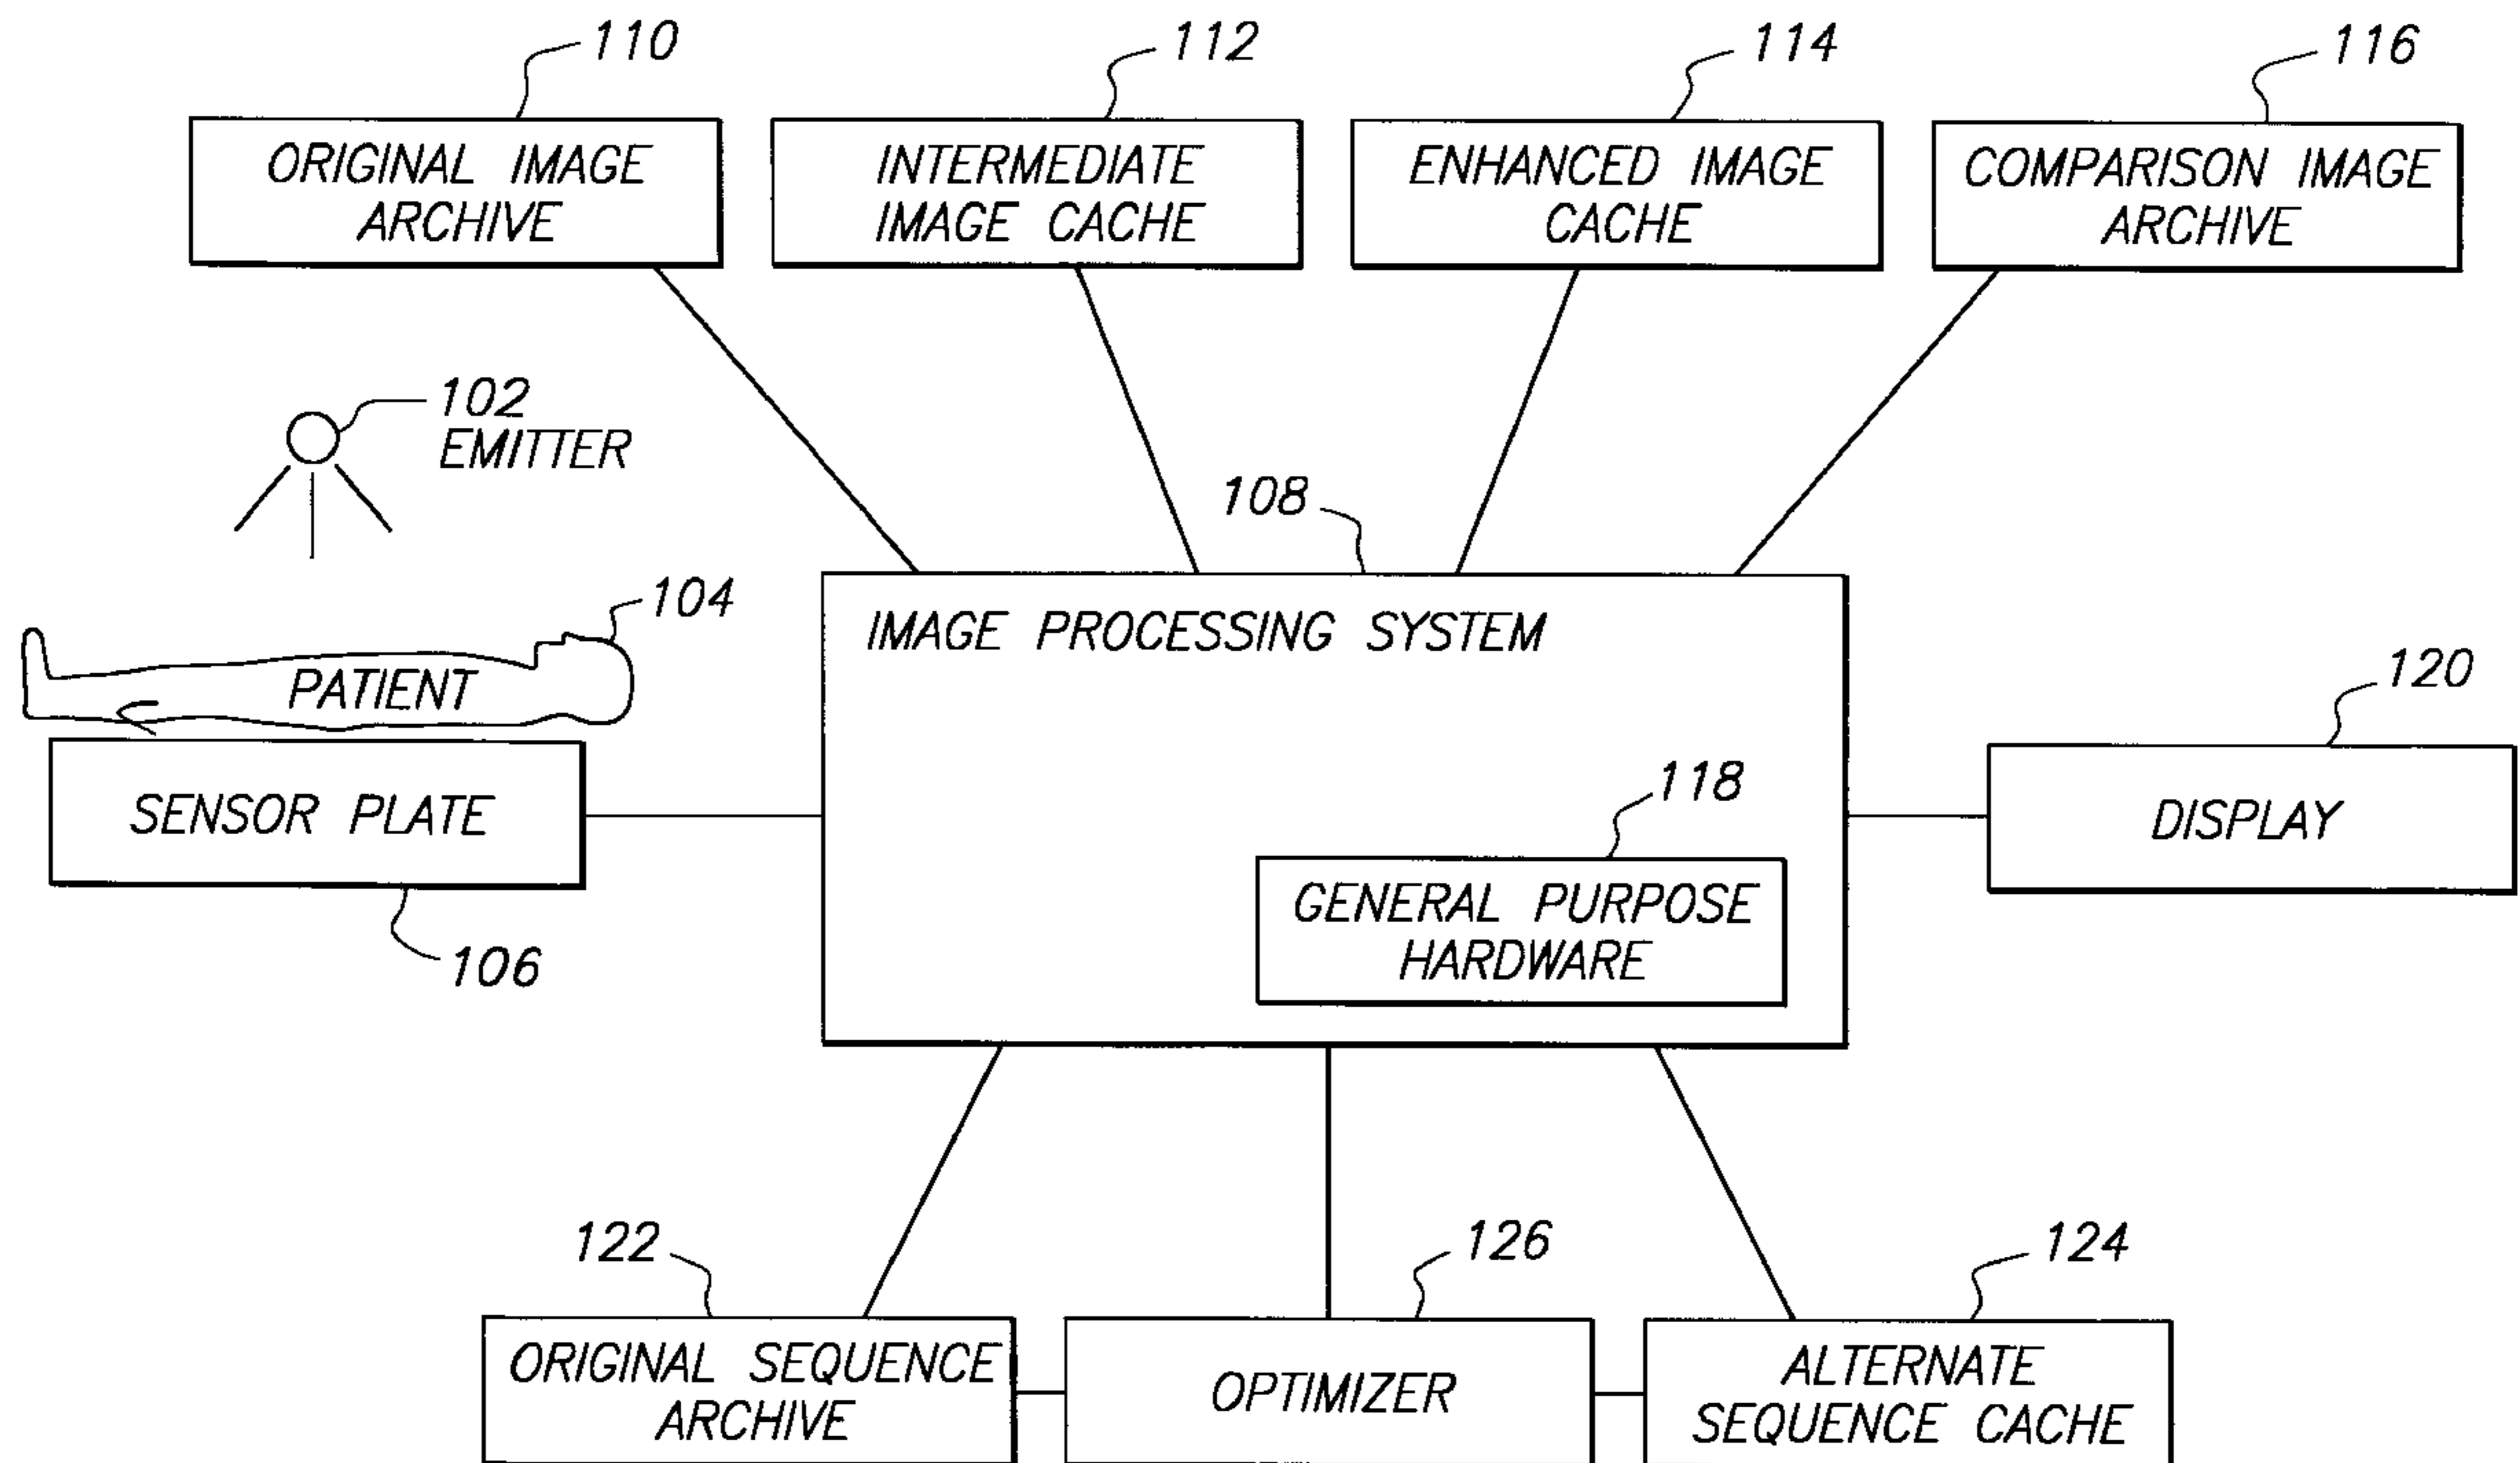 110
112
114
116
ORIGINAL IMAGE
ARCHIVE
INTERMEDIATE
IMAGE CACHE
ENHANCED IMAGE
CACHE
COMPARISON IMAGE
ARCHIVE
102
EMITTER
108
104
IMAGE PROCESSING SYSTEM
PATIENT
120
118
SENSOR PLATE
DISPLAY
GENERAL PURPOSE
HARDWARE
106
122
126
124
ORIGINAL SEQUENCE
ARCHIVE
OPTIMIZER
ALTERNATE
SEQUENCE CACHE